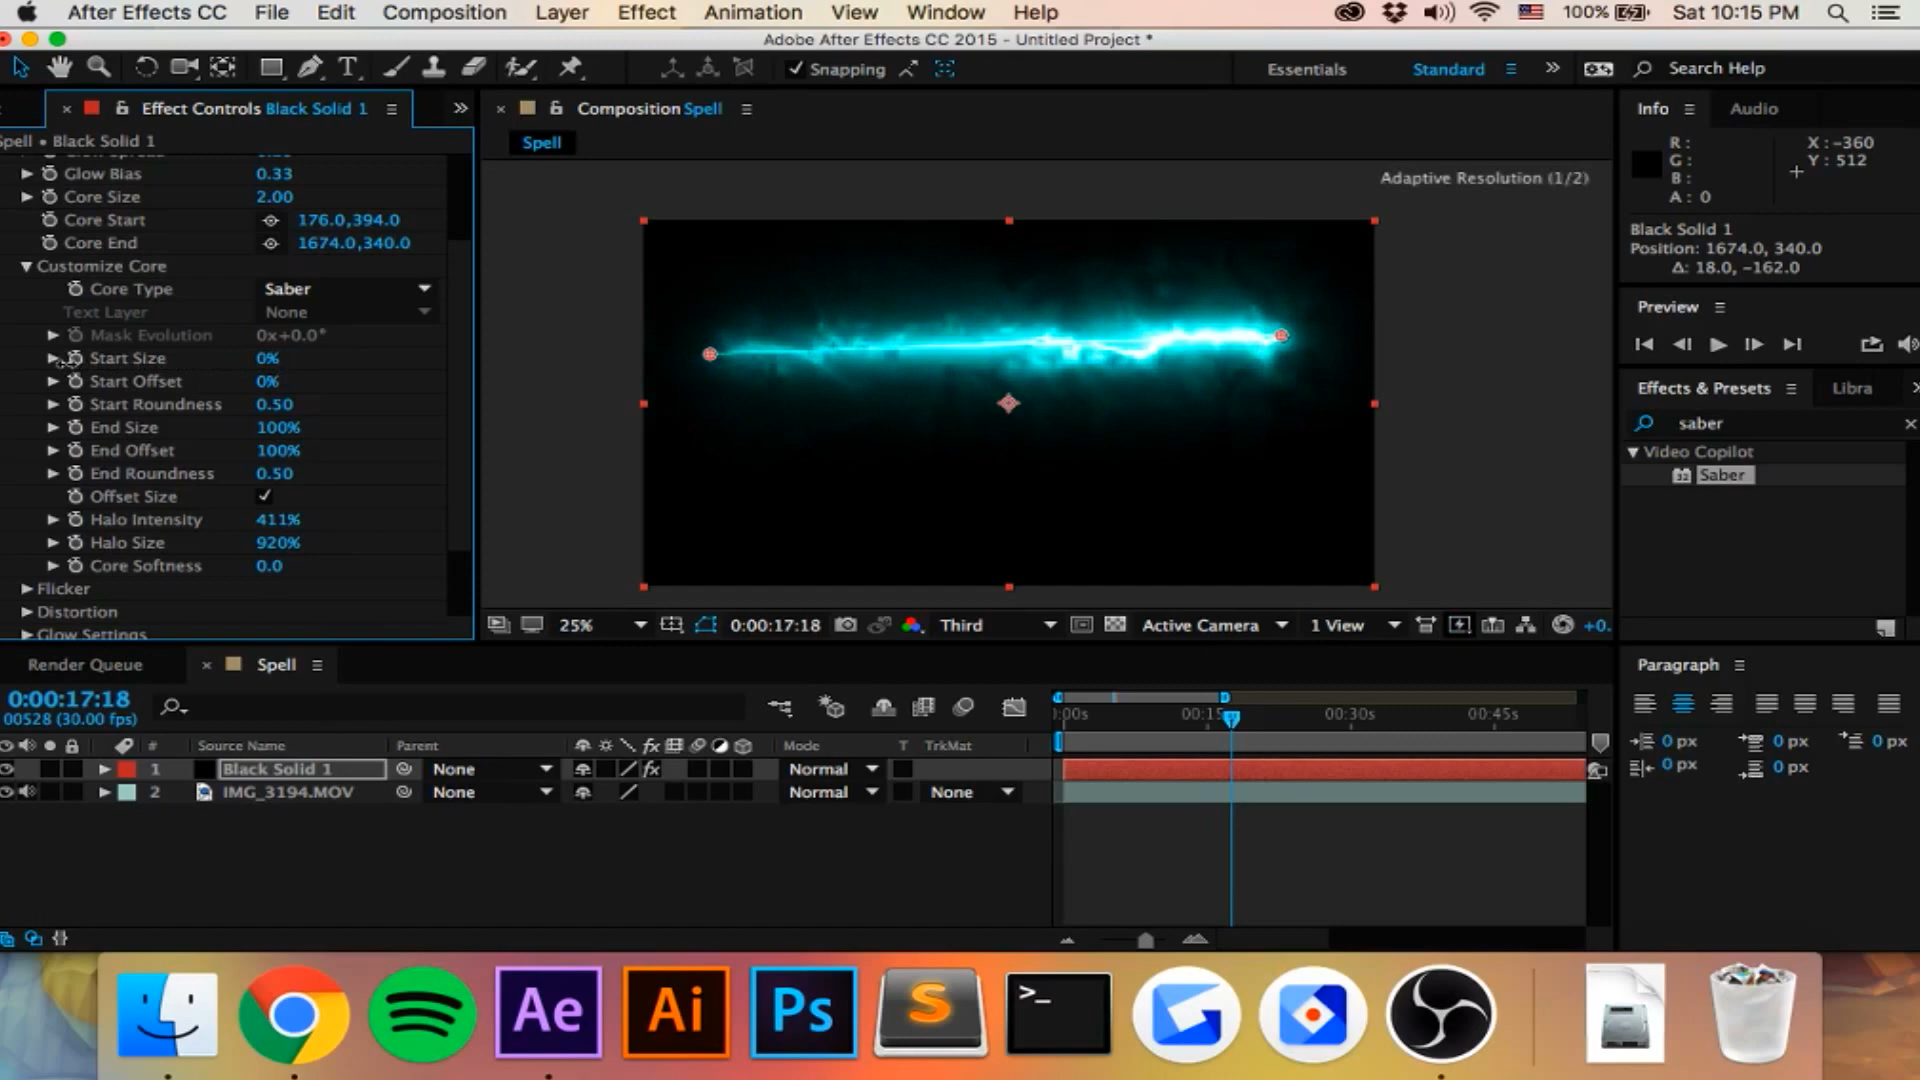 After Effects CC File Edit Composition Layer Effect Animation View Window Help 100% Sat 10:15 PM
Adobe After Effects CC 2015 - Untitled Project *
Snapping Essentials Standard Search Help
Effect Controls Black Solid 1
Composition Spell
Info Audio
Spell • Black Solid 1
Spell
R :
G :
B :
A : 0
X : -360
Y : 512
Adaptive Resolution (1/2)
Glow Bias 0.33
Core Size 2.00
Core Start 176.0,394.0
Core End 1674.0,340.0
Customize Core
Core Type Saber
Text Layer None
Mask Evolution 0x+0.0°
Start Size 0%
Start Offset 0%
Start Roundness 0.50
End Size 100%
End Offset 100%
End Roundness 0.50
Offset Size
Halo Intensity 411%
Halo Size 920%
Core Softness 0.0
Flicker
Distortion
Glow Settings
Black Solid 1
Position: 1674.0, 340.0
Δ: 18.0, -162.0
Preview
Effects & Presets Libra
saber
Video Copilot
32 Saber
25% 0:00:17:18 Third Active Camera 1 View +0.
Render Queue Spell
Paragraph
0:00:17:18
00528 (30.00 fps)
:00s 00:15 00:30s 00:45s
# Source Name Parent fx Mode T TrkMat
1 Black Solid 1 None fx Normal
2 IMG_3194.MOV None Normal None
0 px 0 px 0 px
0 px 0 px
Ae Ai Ps S >_